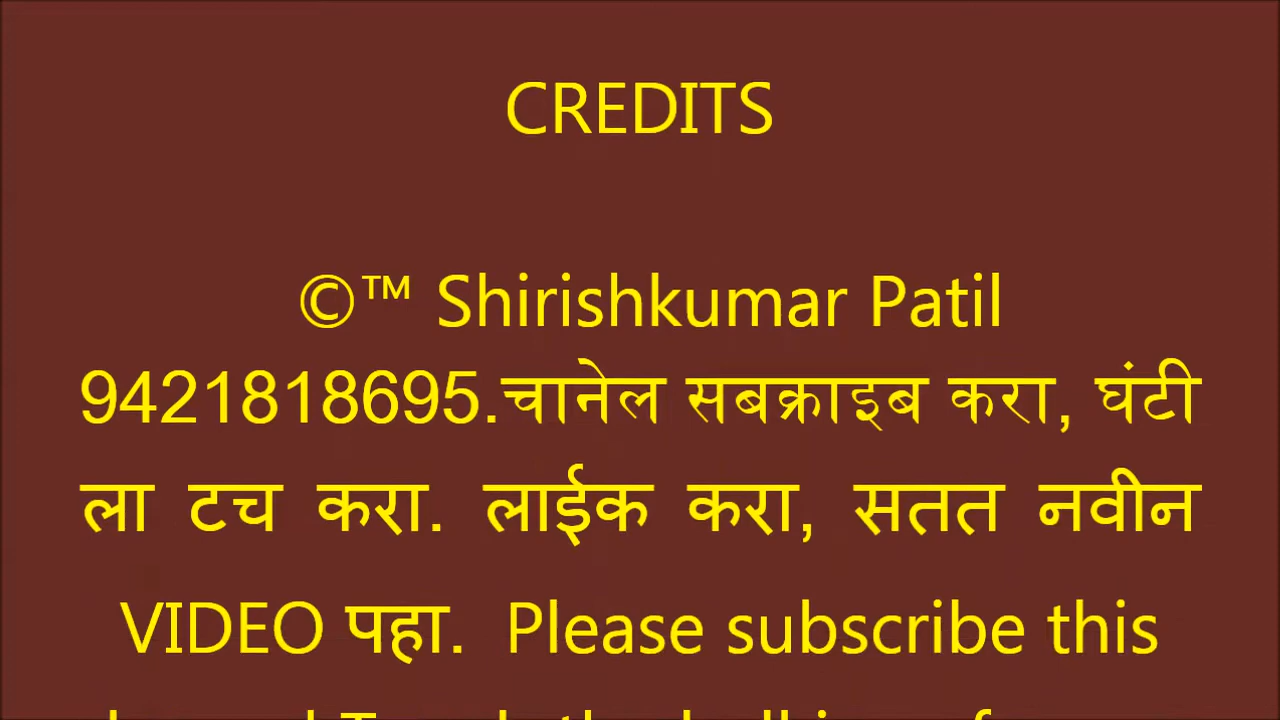 CREDITS
©™ Shirishkumar Patil
9421818695.चानेल सबक्राइब करा, घंटी
ला टच करा. लाईक करा, सतत नवीन
VIDEO पहा. Please subscribe this